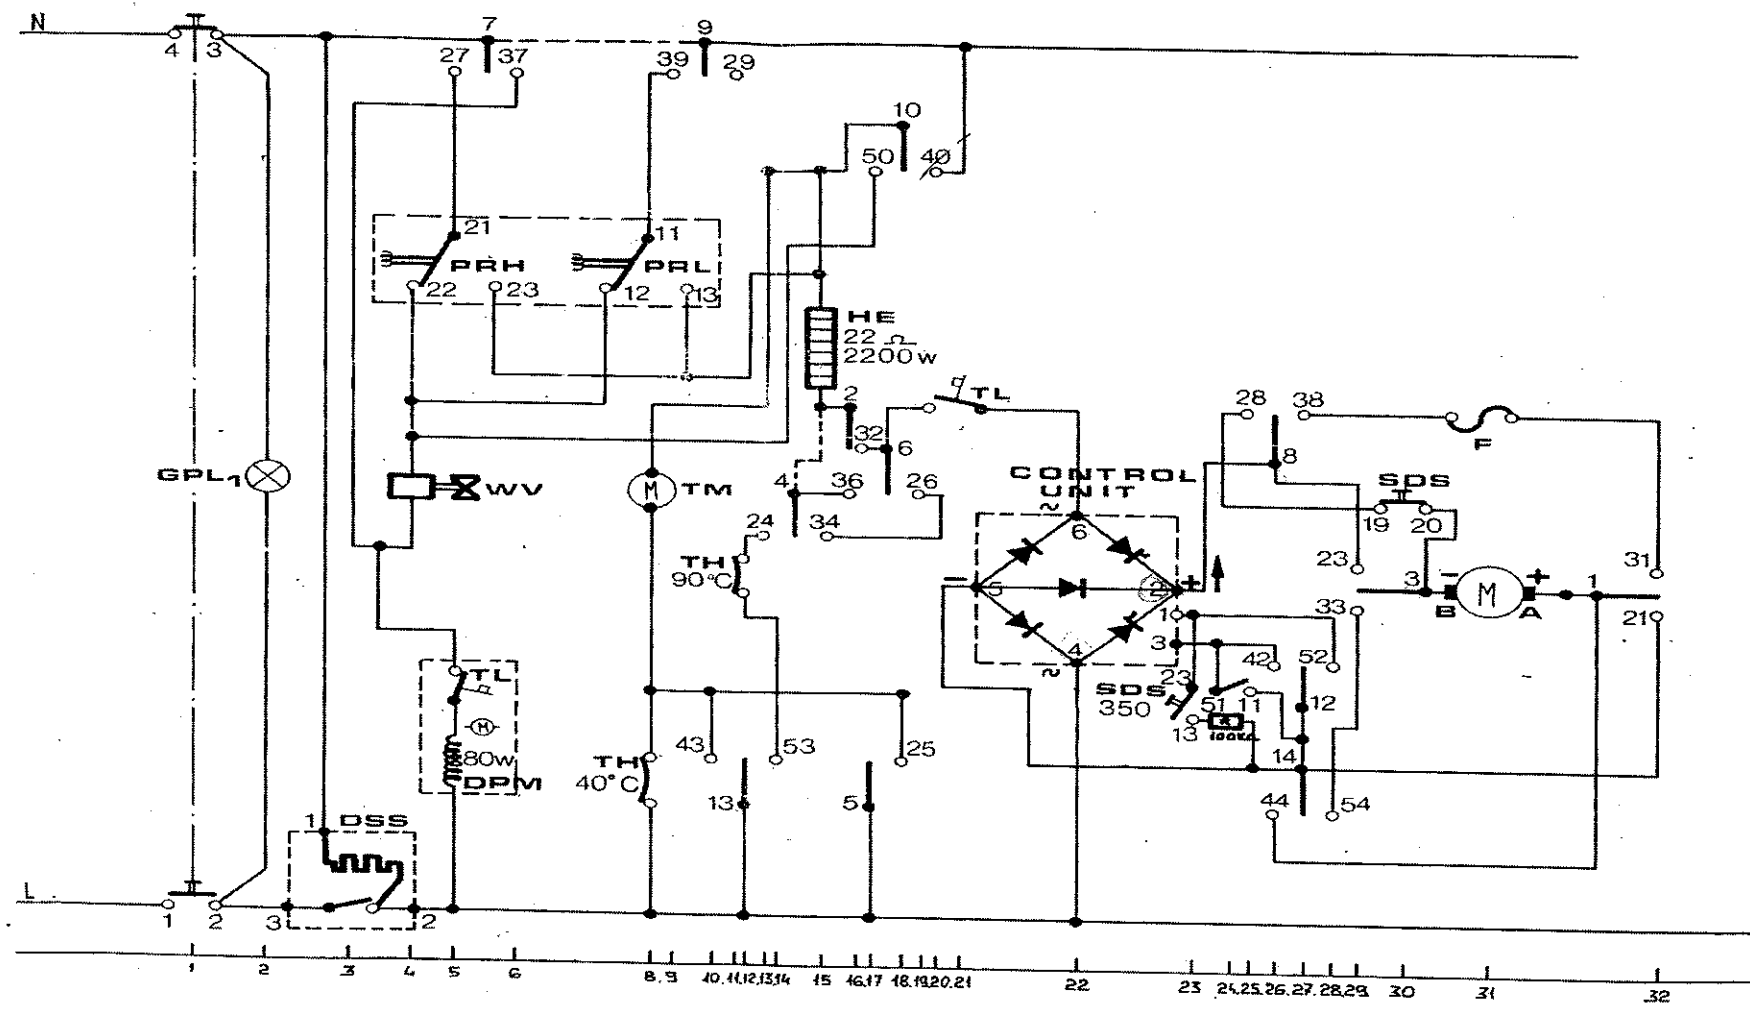 N
4 3
7
9
27 37
39 29
10
50 40
21
11
PRH
PRL
22 23
12 13
HE
22 Ω
2200w
2
TL
32
6
28 38
8
F
GPL1
WV
TM
M
4
36 26
CONTROL
UNIT
SDS
19 20
24 34
~
6
TH
90°C
-
5
2
+
23
31
3
-
M
+
1
B
A
33
21
1
3
4
~
42 52
23
SDS
350
51 11
12
13
100KΩ
14
TL
M
80w
DPM
43 53
25
TH
40°C
13
5
44 54
1
DSS
L
1 2
3
2
1 2 3 4 5 6 8. 9 10. 11. 12. 13. 14 15 16. 17 18. 19. 20. 21 22 23 24. 25. 26. 27. 28. 29. 30 31 32